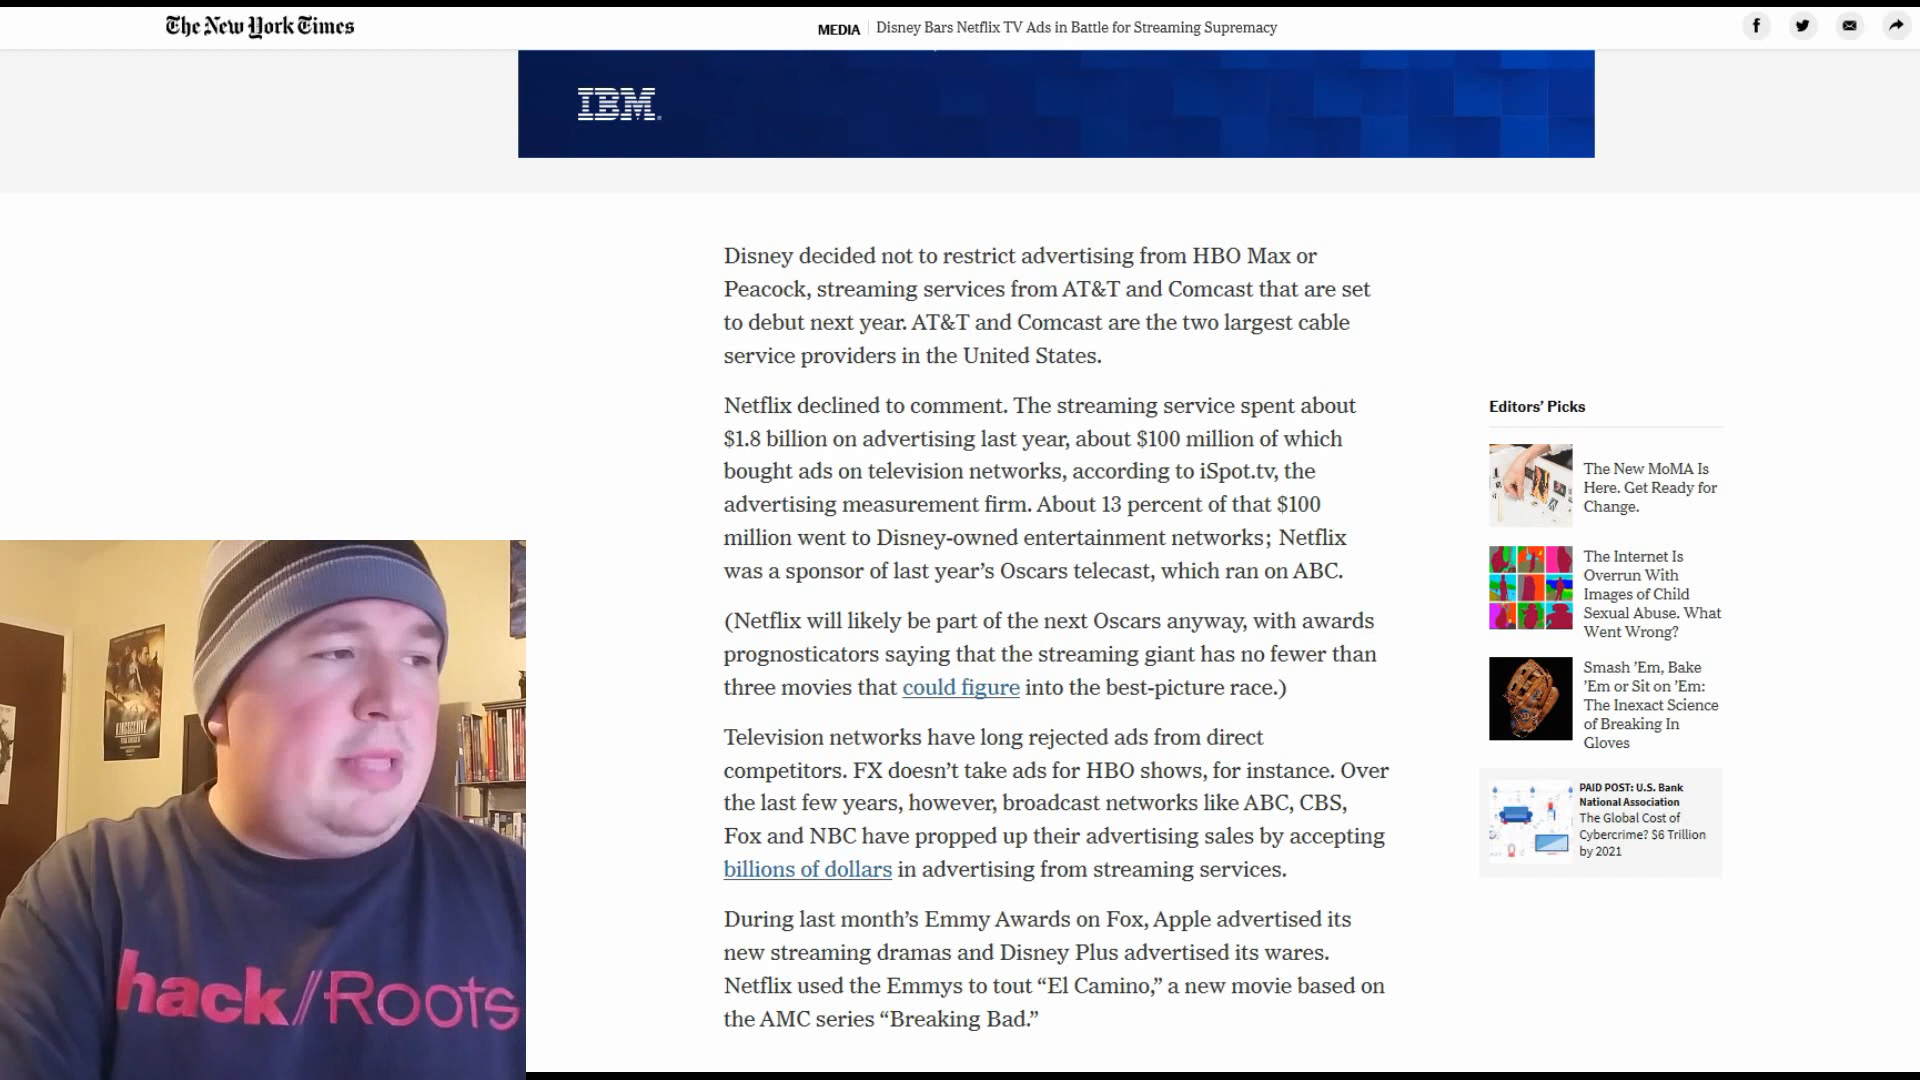 The New York Times
MEDIA Disney Bars Netflix TV Ads in Battle for Streaming Supremacy
IBM
Disney decided not to restrict advertising from HBO Max or
Peacock, streaming services from AT&T and Comcast that are set
to debut next year. AT&T and Comcast are the two largest cable
service providers in the United States.
Netflix declined to comment. The streaming service spent about
$1.8 billion on advertising last year, about $100 million of which
bought ads on television networks, according to iSpot.tv, the
advertising measurement firm. About 13 percent of that $100
million went to Disney-owned entertainment networks; Netflix
was a sponsor of last year’s Oscars telecast, which ran on ABC.
(Netflix will likely be part of the next Oscars anyway, with awards
prognosticators saying that the streaming giant has no fewer than
three movies that could figure into the best-picture race.)
Television networks have long rejected ads from direct
competitors. FX doesn’t take ads for HBO shows, for instance. Over
the last few years, however, broadcast networks like ABC, CBS,
Fox and NBC have propped up their advertising sales by accepting
billions of dollars in advertising from streaming services.
During last month’s Emmy Awards on Fox, Apple advertised its
new streaming dramas and Disney Plus advertised its wares.
Netflix used the Emmys to tout “El Camino,” a new movie based on
the AMC series “Breaking Bad.”
Editors’ Picks
The New MoMA Is
Here. Get Ready for
Change.
The Internet Is
Overrun With
Images of Child
Sexual Abuse. What
Went Wrong?
Smash ’Em, Bake
’Em or Sit on ’Em:
The Inexact Science
of Breaking In
Gloves
PAID POST: U.S. Bank
National Association
The Global Cost of
Cybercrime? $6 Trillion
by 2021
KINGSGLAIVE
hack//Roots